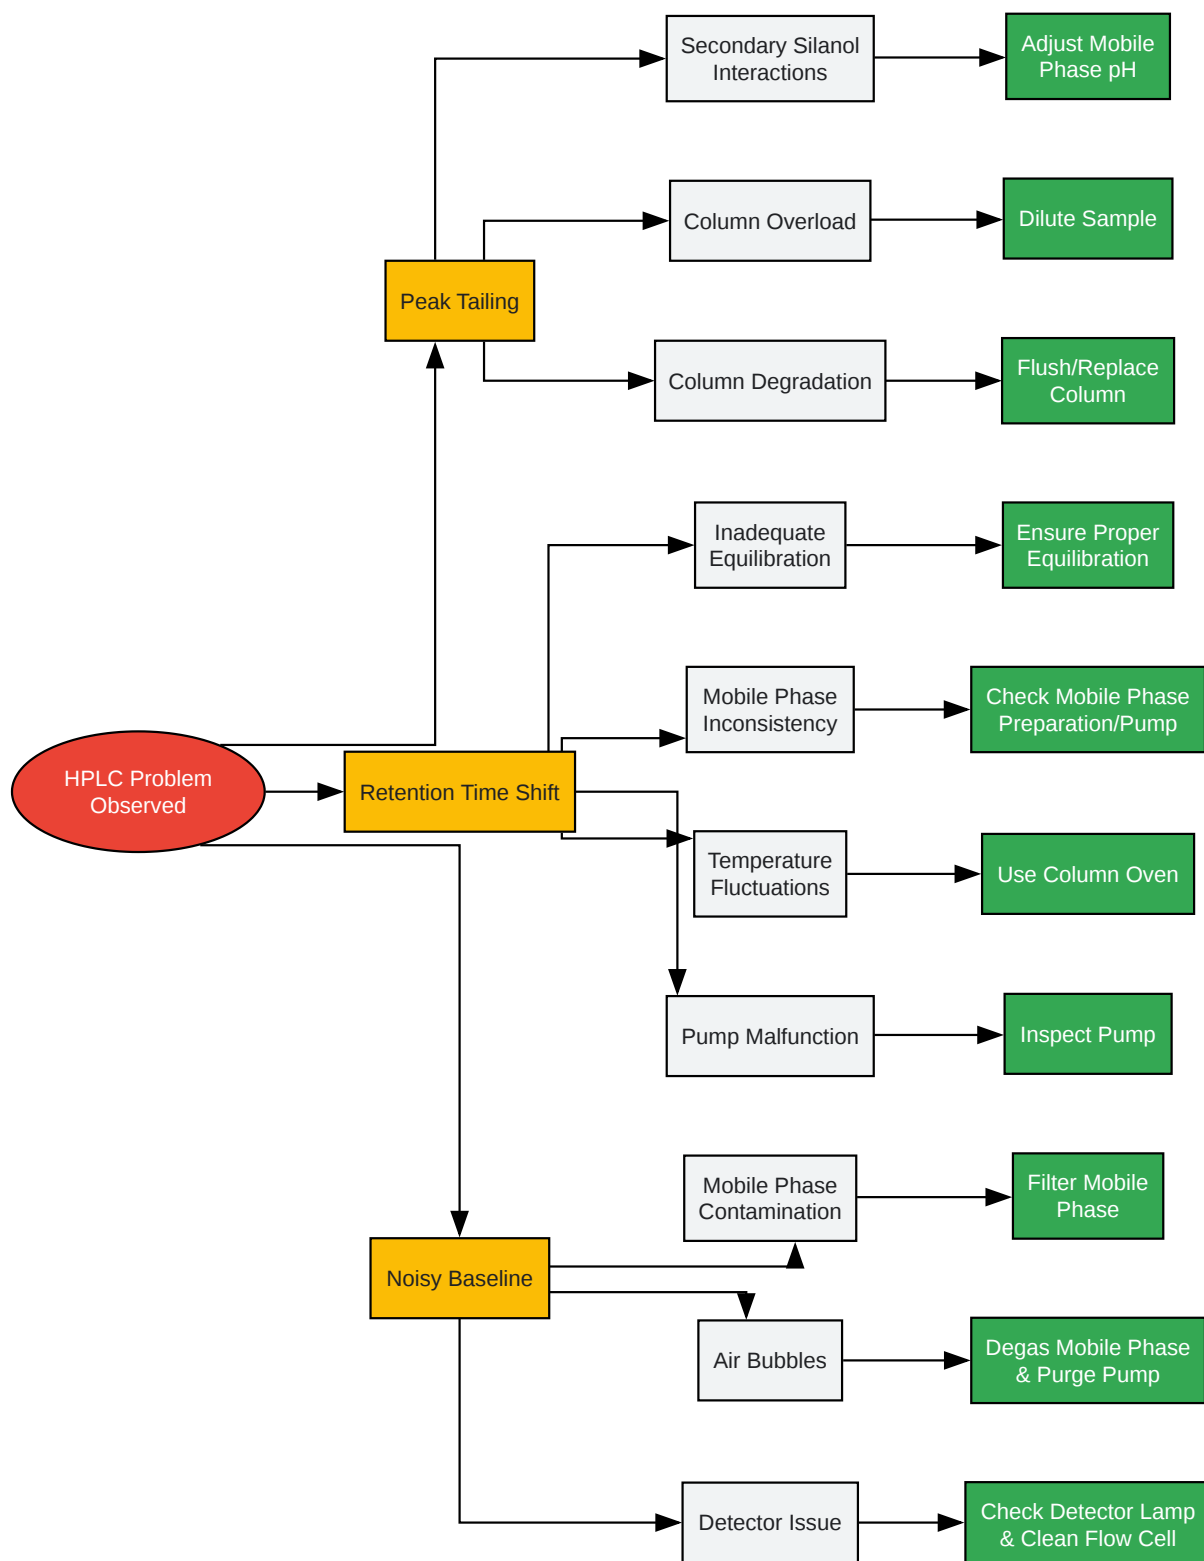 Secondary Silanol
Interactions
Adjust Mobile
Phase pH
Column Overload
Dilute Sample
Peak Tailing
Column Degradation
Flush/Replace
Column
Inadequate
Equilibration
Ensure Proper
Equilibration
Mobile Phase
Inconsistency
Check Mobile Phase
Preparation/Pump
HPLC Problem
Observed
Retention Time Shift
Temperature
Fluctuations
Use Column Oven
Pump Malfunction
Inspect Pump
Mobile Phase
Contamination
Filter Mobile
Phase
Noisy Baseline
Air Bubbles
Degas Mobile Phase
& Purge Pump
Detector Issue
Check Detector Lamp
& Clean Flow Cell